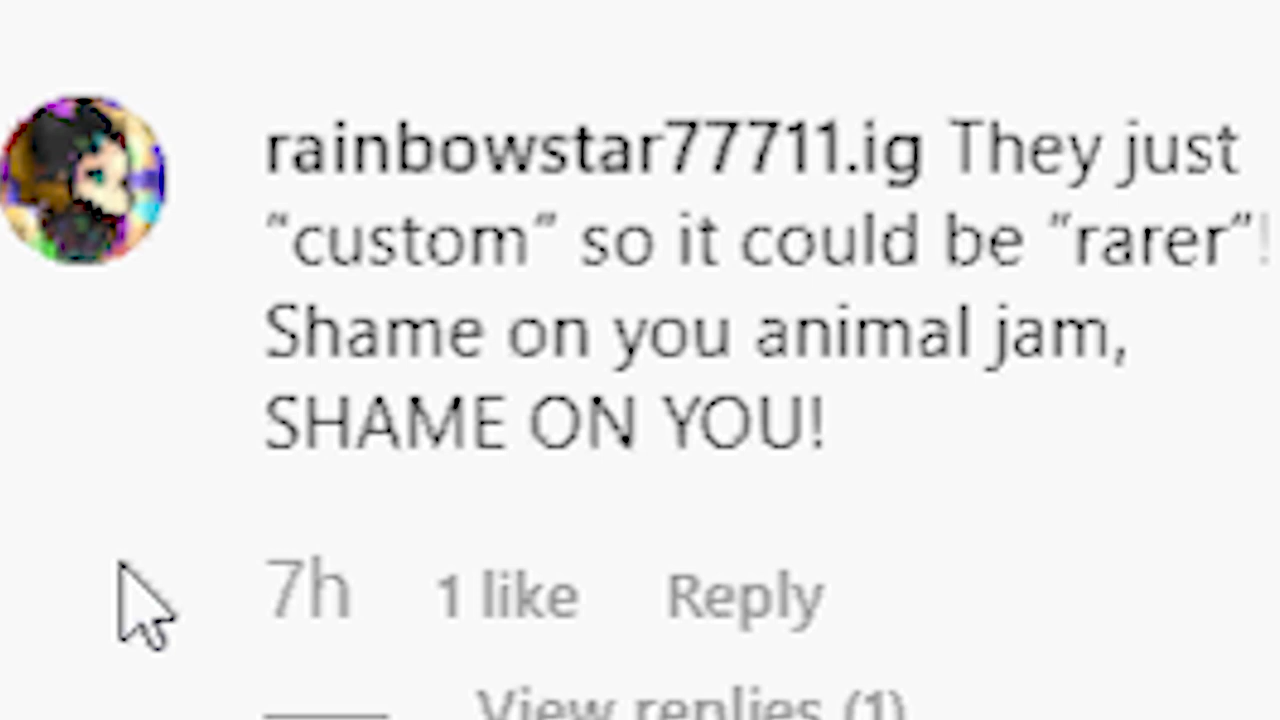 rainbowstar77711.ig They just
“custom” so it could be “rarer”!
Shame on you animal jam,
SHAME ON YOU!
7h 1 like Reply
View replies (1)